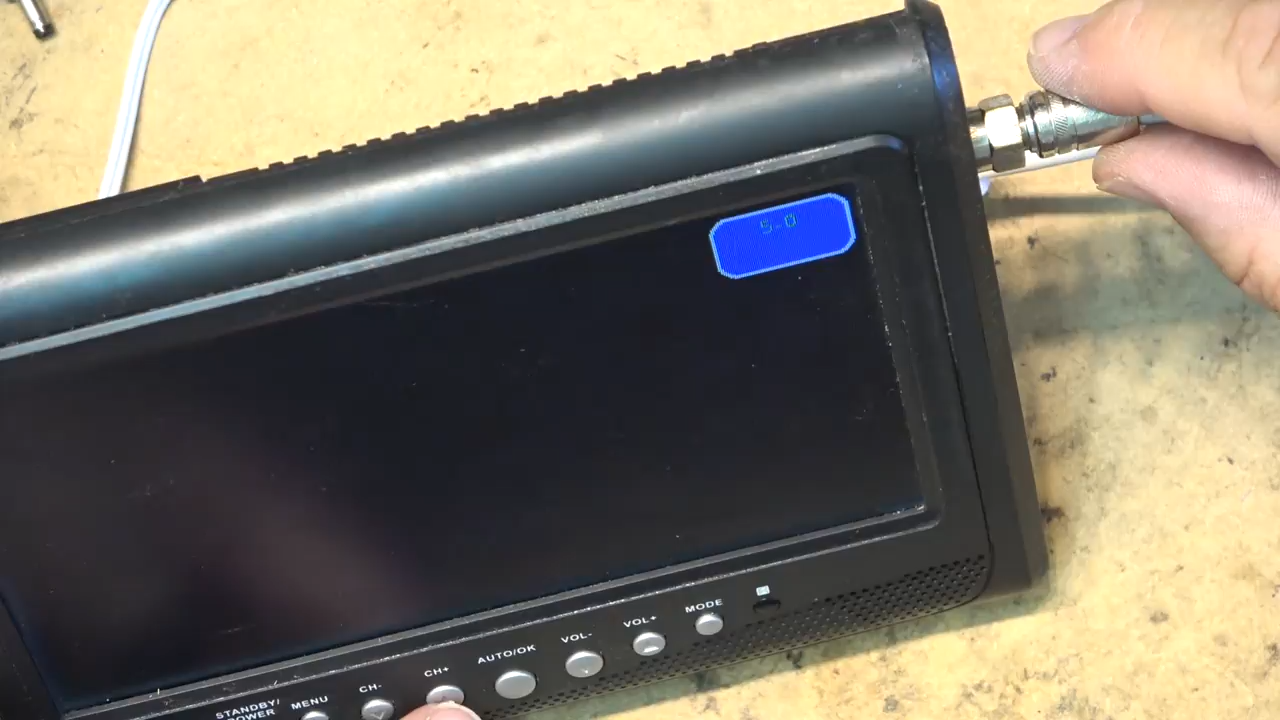 5-0
STANDBY/
POWER
MENU
CH-
CH+
AUTO/OK
VOL-
VOL+
MODE